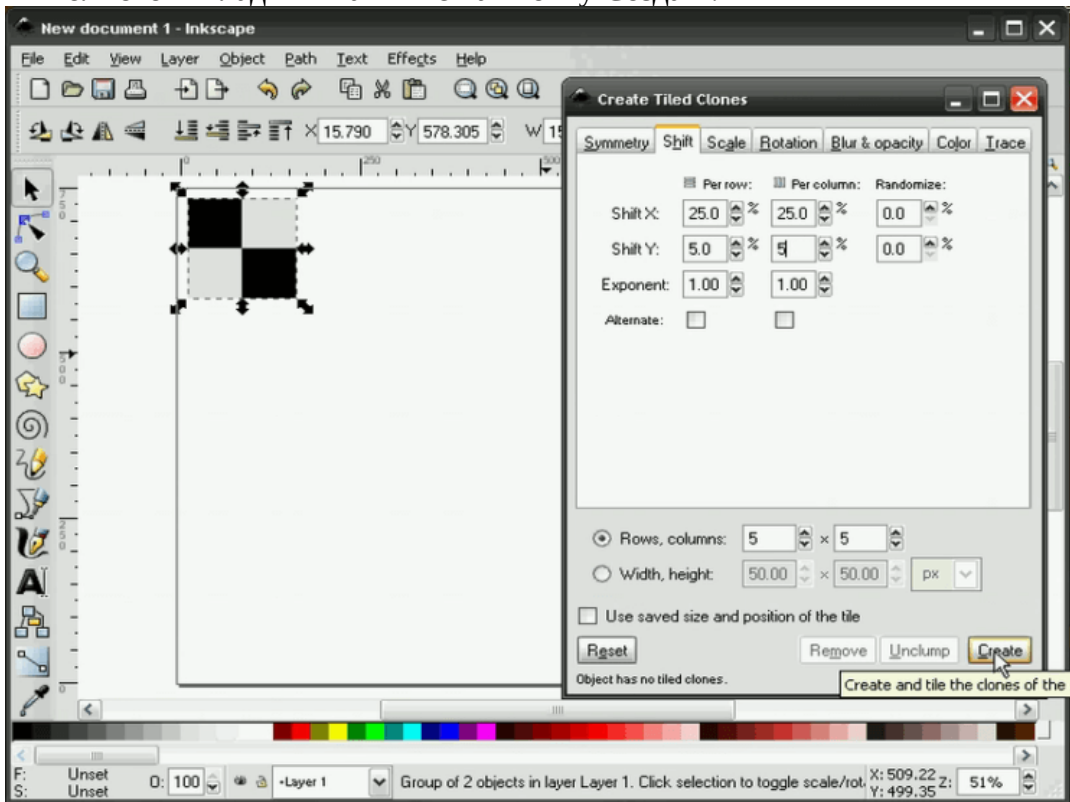 New document 1 - Inkscape
File Edit View Layer Object Path Text Effects Help
Create Tiled Clones
X 15.790 Y 578.305 W
Symmetry Shift Scale Rotation Blur & opacity Color Trace
Per row: Per column: Randomize:
Shift X: 25.0 % 25.0 % 0.0 %
Shift Y: 5.0 % 5 % 0.0 %
Exponent: 1.00 1.00
Alternate:
Rows, columns: 5 × 5
Width, height: 50.00 × 50.00 px
Use saved size and position of the tile
Reset Remove Unclump Create
Object has no tiled clones.
Create and tile the clones of the
F: Unset
S: Unset
O: 100 -Layer 1 Group of 2 objects in layer Layer 1. Click selection to toggle scale/rot
X: 509.22
Y: 499.35
Z: 51%